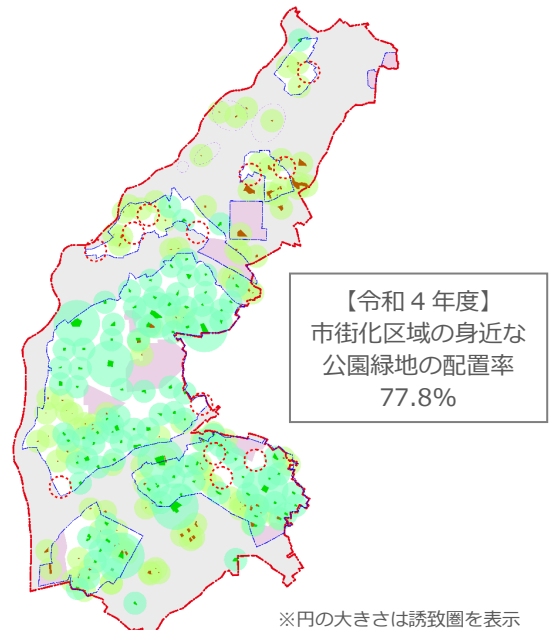 【令和 4 年度】
市街化区域の身近な
公園緑地の配置率
77.8%
※円の大きさは誘致圏を表示